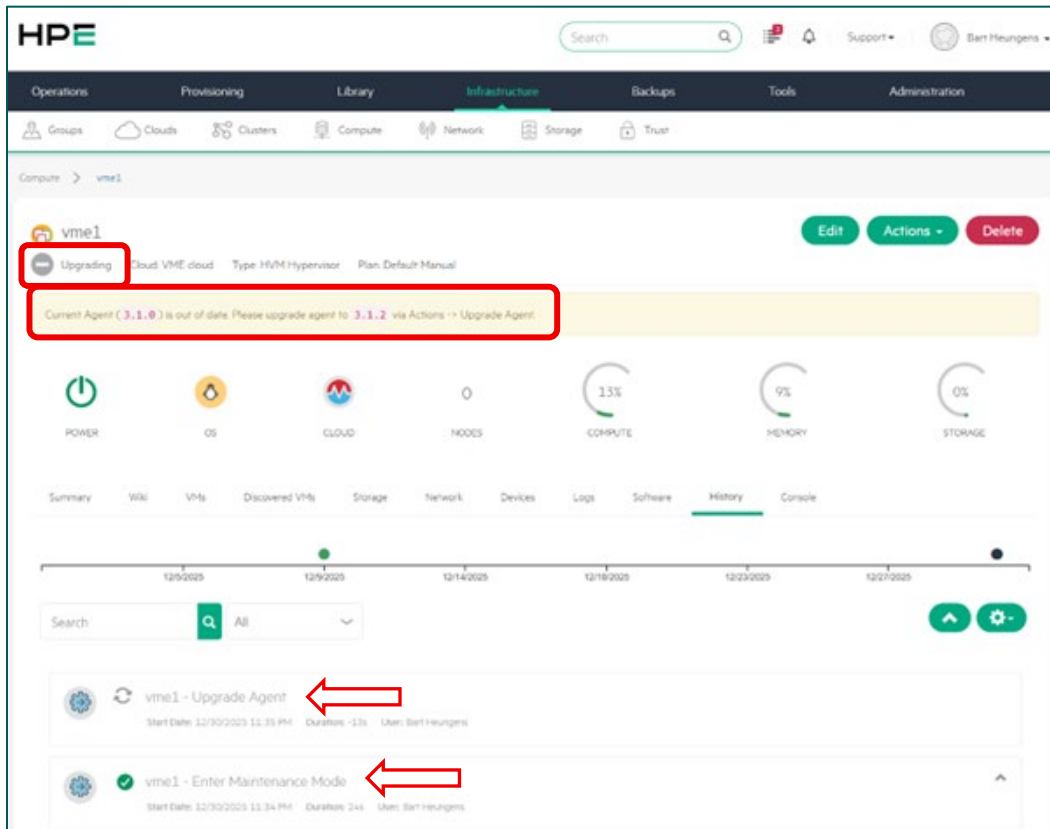 HPE
Search
2
Support
Bart Heungens
Operations Provisioning Library Infrastructure Backups Tools Administration
Groups Clouds Clusters Compute Network Storage Trust
Compute > vme1
vme1
Edit Actions Delete
Upgrading Cloud: VME cloud Type: HVM Hypervisor Plan: Default Manual
Current Agent ( 3.1.0 ) is out of date. Please upgrade agent to 3.1.2 via Actions -> Upgrade Agent
13% 9% 0%
0
POWER OS CLOUD NODES COMPUTE MEMORY STORAGE
Summary Wiki VMs Discovered VMs Storage Network Devices Logs Software History Console
12/5/2025 12/9/2025 12/14/2025 12/18/2025 12/23/2025 12/27/2025
Search All
vme1 - Upgrade Agent
Start Date: 12/30/2025 11:35 PM Duration: -13s User: Bart Heungens
vme1 - Enter Maintenance Mode
Start Date: 12/30/2025 11:34 PM Duration: 24s User: Bart Heungens